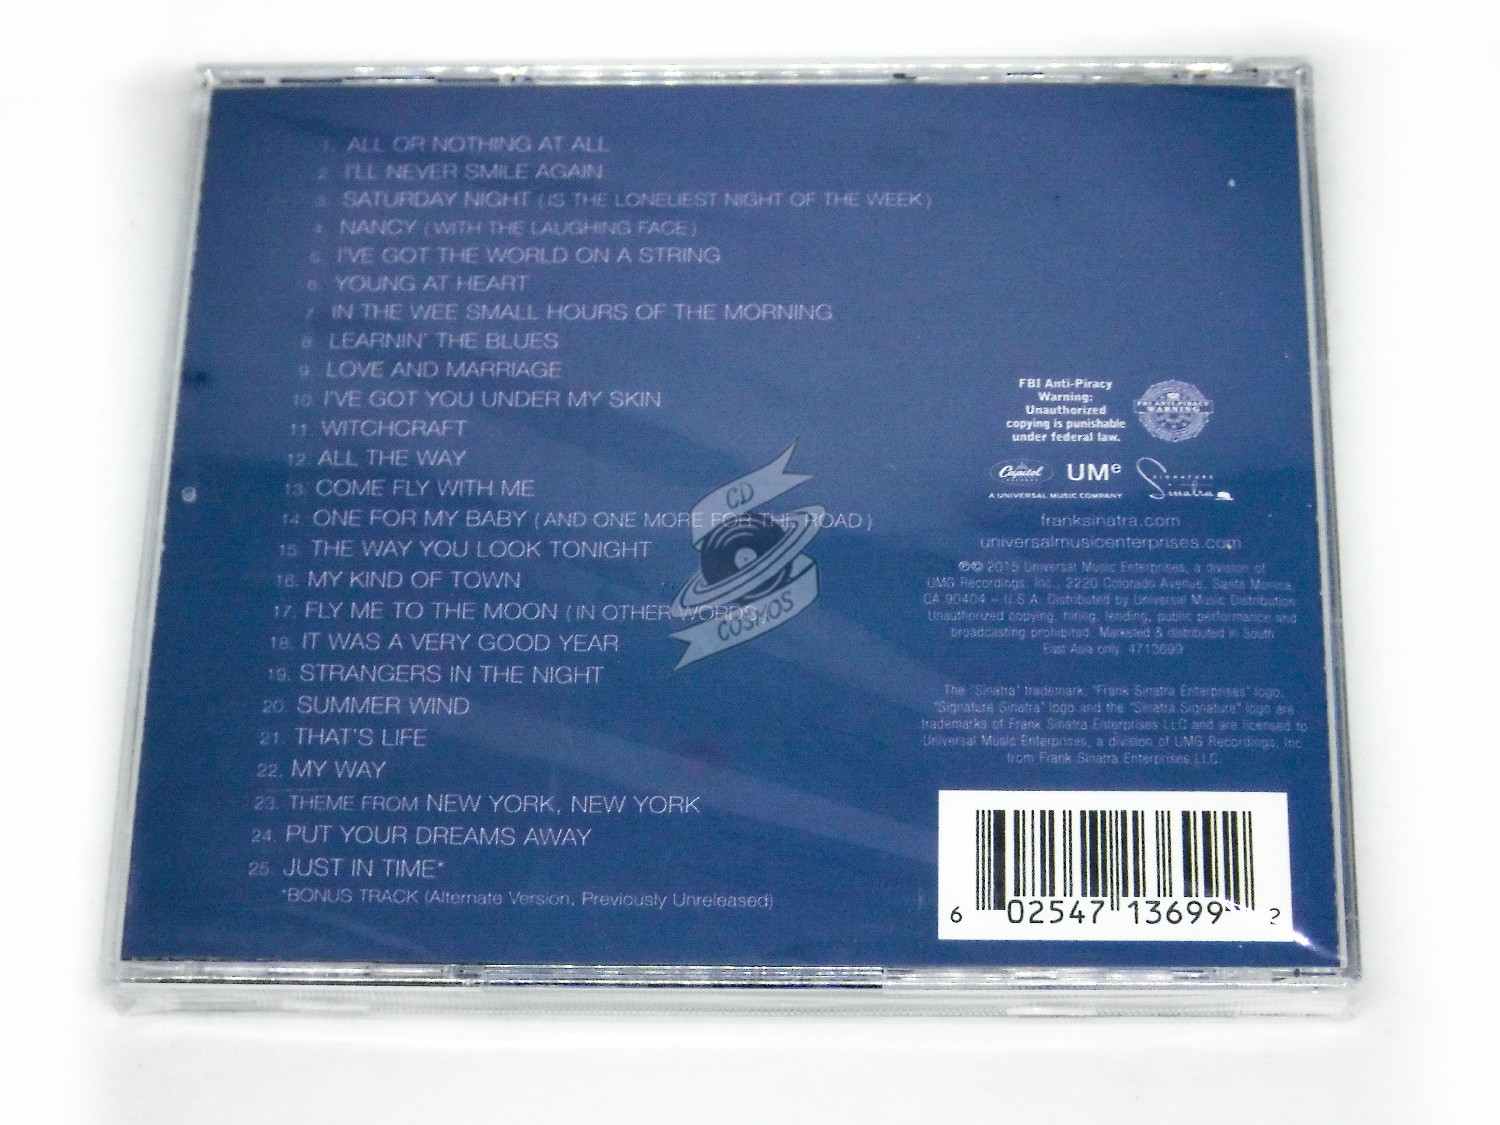 1. ALL OR NOTHING AT ALL
2. I'LL NEVER SMILE AGAIN
3. SATURDAY NIGHT (IS THE LONELIEST NIGHT OF THE WEEK)
4. NANCY (WITH THE LAUGHING FACE)
5. I'VE GOT THE WORLD ON A STRING
6. YOUNG AT HEART
7. IN THE WEE SMALL HOURS OF THE MORNING
8. LEARNIN' THE BLUES
9. LOVE AND MARRIAGE
10. I'VE GOT YOU UNDER MY SKIN
11. WITCHCRAFT
12. ALL THE WAY
13. COME FLY WITH ME
14. ONE FOR MY BABY (AND ONE MORE FOR THE ROAD)
15. THE WAY YOU LOOK TONIGHT
16. MY KIND OF TOWN
17. FLY ME TO THE MOON (IN OTHER WORDS)
18. IT WAS A VERY GOOD YEAR
19. STRANGERS IN THE NIGHT
20. SUMMER WIND
21. THAT'S LIFE
22. MY WAY
23. THEME FROM NEW YORK, NEW YORK
24. PUT YOUR DREAMS AWAY
25. JUST IN TIME*
*BONUS TRACK (Alternate Version, Previously Unreleased)
CD
COSMOS
FBI Anti-Piracy
Warning:
Unauthorized
copying is punishable
under federal law.
FBI ANTI-PIRACY
WARNING
Capitol
RECORDS
UMe
A UNIVERSAL MUSIC COMPANY
SIGNATURE
Sinatra
franksinatra.com
universalmusicenterprises.com
℗© 2015 Universal Music Enterprises, a division of
UMG Recordings, Inc., 2220 Colorado Avenue, Santa Monica,
CA 90404 – U.S.A. Distributed by Universal Music Distribution.
Unauthorized copying, hiring, lending, public performance and
broadcasting prohibited. Marketed & distributed in South
East Asia only. 4713699
The "Sinatra" trademark, "Frank Sinatra Enterprises" logo,
"Signature Sinatra" logo and the "Sinatra Signature" logo are
trademarks of Frank Sinatra Enterprises LLC and are licensed to
Universal Music Enterprises, a division of UMG Recordings, Inc.
from Frank Sinatra Enterprises LLC.
6 02547 13699 2